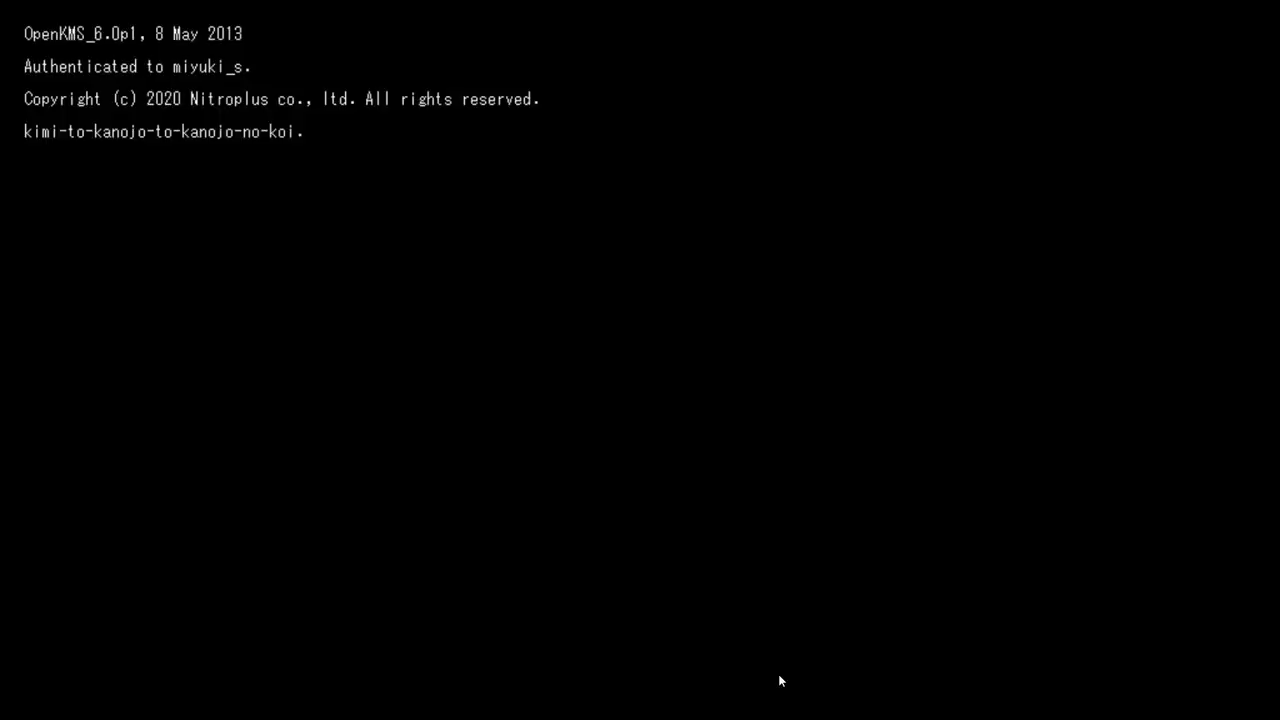 OpenKMS_6.0p1, 8 May 2013
Authenticated to miyuki_s.
Copyright (c) 2020 Nitroplus co., ltd. All rights reserved.
kimi-to-kanojo-to-kanojo-no-koi.